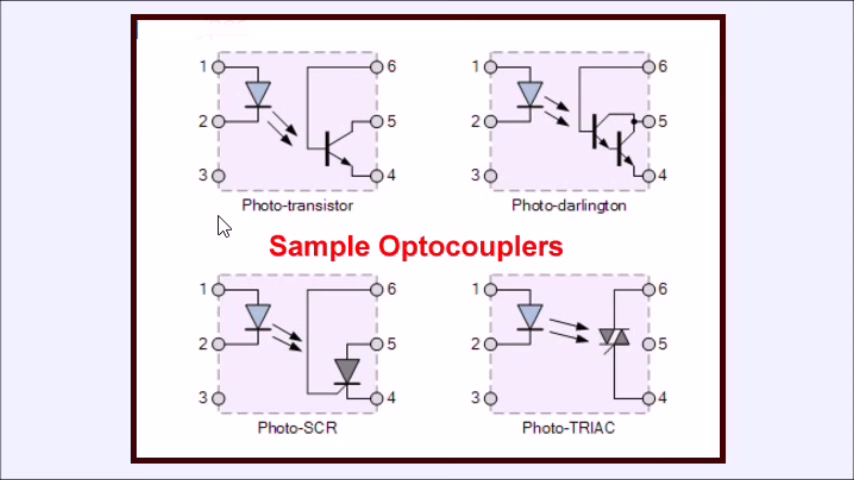 1 6 1 6
2 5 2 5
3 4 3 4
Photo-transistor Photo-darlington
Sample Optocouplers
1 6 1 6
2 5 2 5
3 4 3 4
Photo-SCR Photo-TRIAC